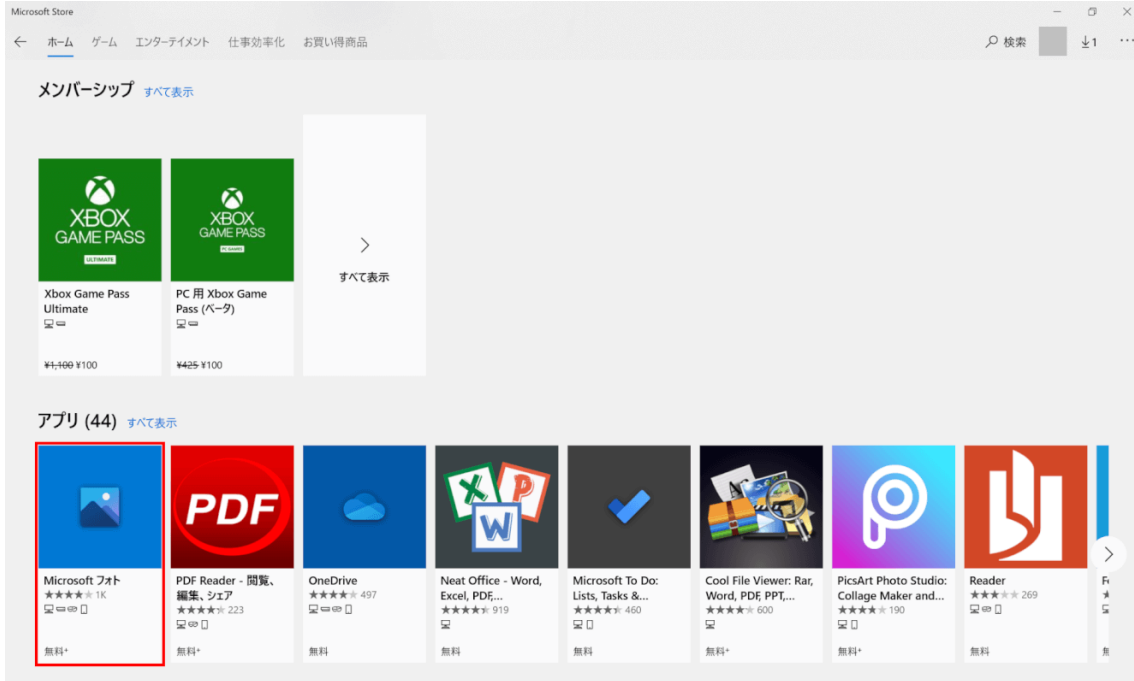 Microsoft Store
ホーム ゲーム エンターテイメント 仕事効率化 お買い得商品 検索 1
メンバーシップ すべて表示
XBOX
GAME PASS
ULTIMATE
Xbox Game Pass
Ultimate
¥1,100 ¥100
XBOX
GAME PASS
PC GAMES
PC 用 Xbox Game
Pass (ベータ)
¥425 ¥100
すべて表示
アプリ (44) すべて表示
Microsoft フォト
1K
無料+
PDF
PDF Reader - 閲覧、
編集、シェア
223
無料+
OneDrive
497
無料
X P
W
Neat Office - Word,
Excel, PDF,...
919
無料
Microsoft To Do:
Lists, Tasks &...
460
無料
Cool File Viewer: Rar,
Word, PDF, PPT,...
600
無料+
PicsArt Photo Studio:
Collage Maker and...
190
無料+
Reader
269
無料